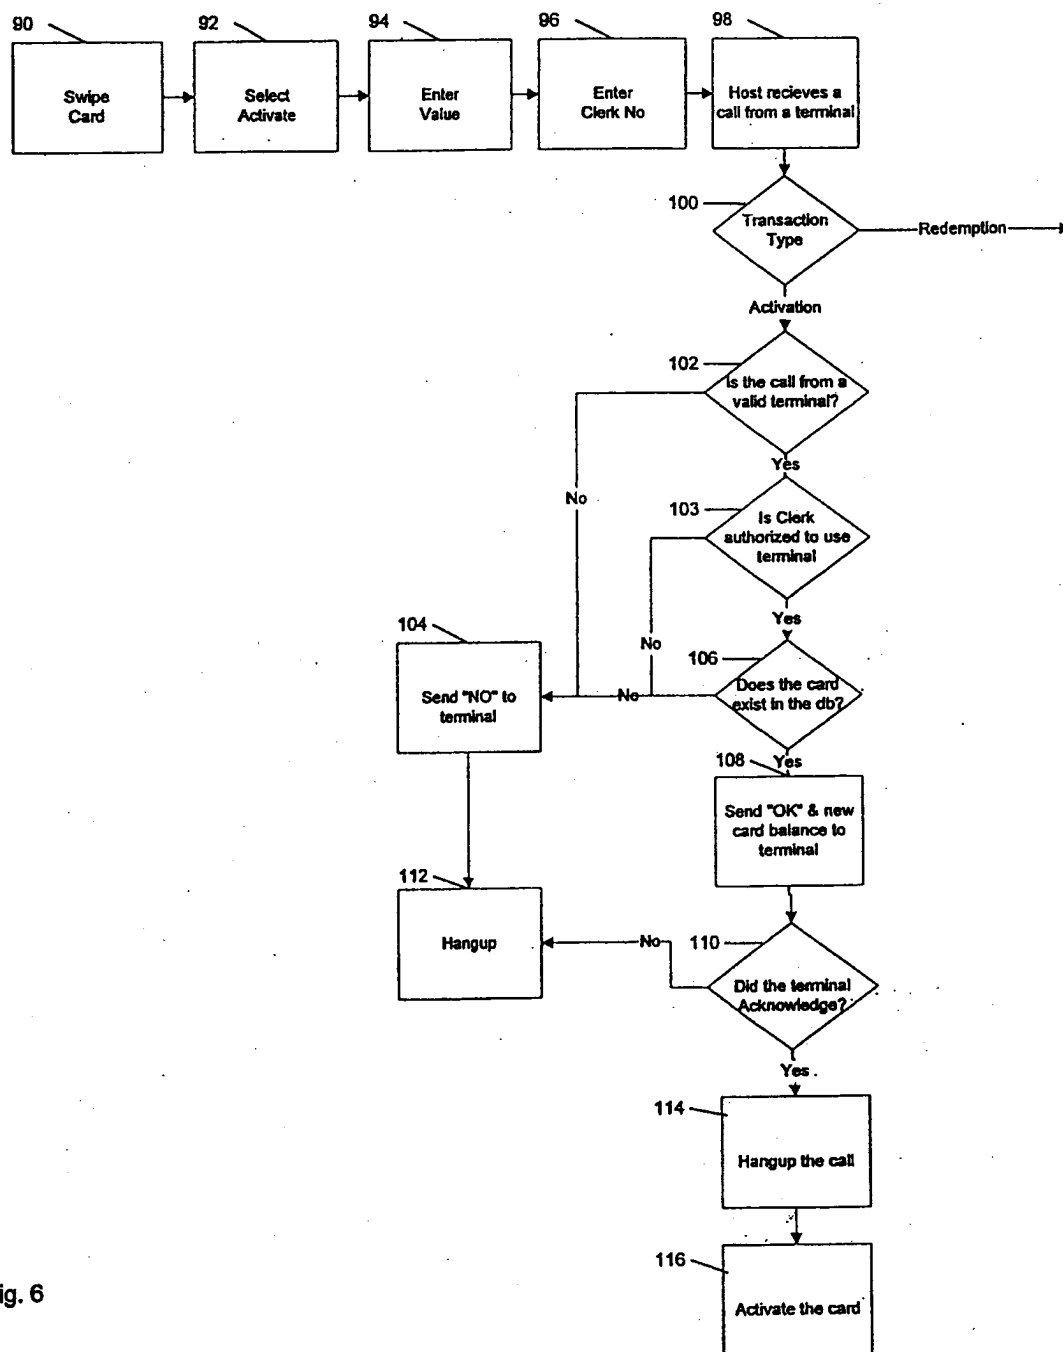 90
92
94
96
98
Swipe
Card
Select
Activate
Enter
Value
Enter
Clerk No
Host recieves a
call from a terminal
100
Transaction
Type
Redemption
Activation
102
Is the call from a
valid terminal?
Yes
No
103
Is Clerk
authorized to use
terminal
Yes
No
104
Send "NO" to
terminal
No
106
Does the card
exist in the db?
Yes
108
Send "OK" & new
card balance to
terminal
112
Hangup
No
110
Did the terminal
Acknowledge?
Yes
114
Hangup the call
116
Activate the card
ig. 6